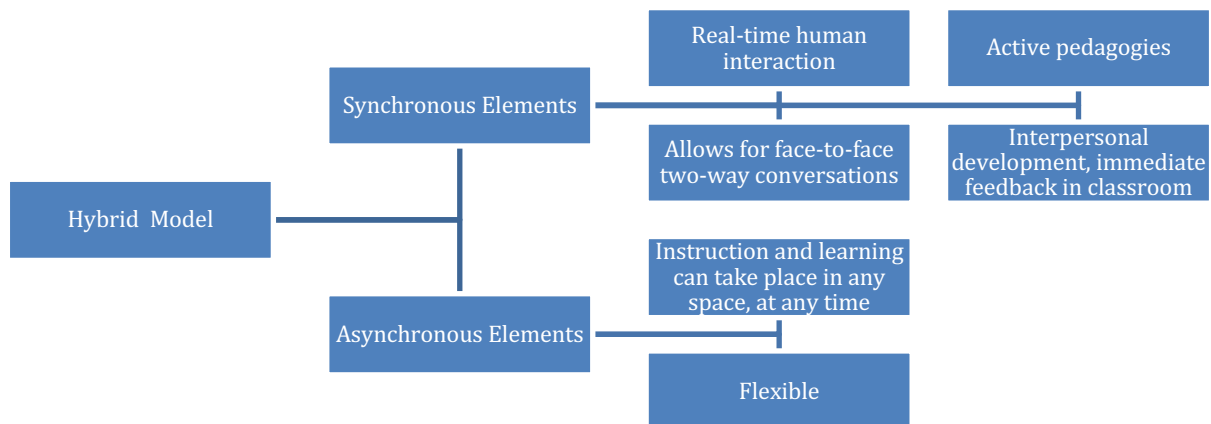 Real-time human
interaction
Active pedagogies
Synchronous Elements
Allows for face-to-face
two-way conversations
Interpersonal
development, immediate
feedback in classroom
Hybrid Model
Instruction and learning
can take place in any
space, at any time
Asynchronous Elements
Flexible